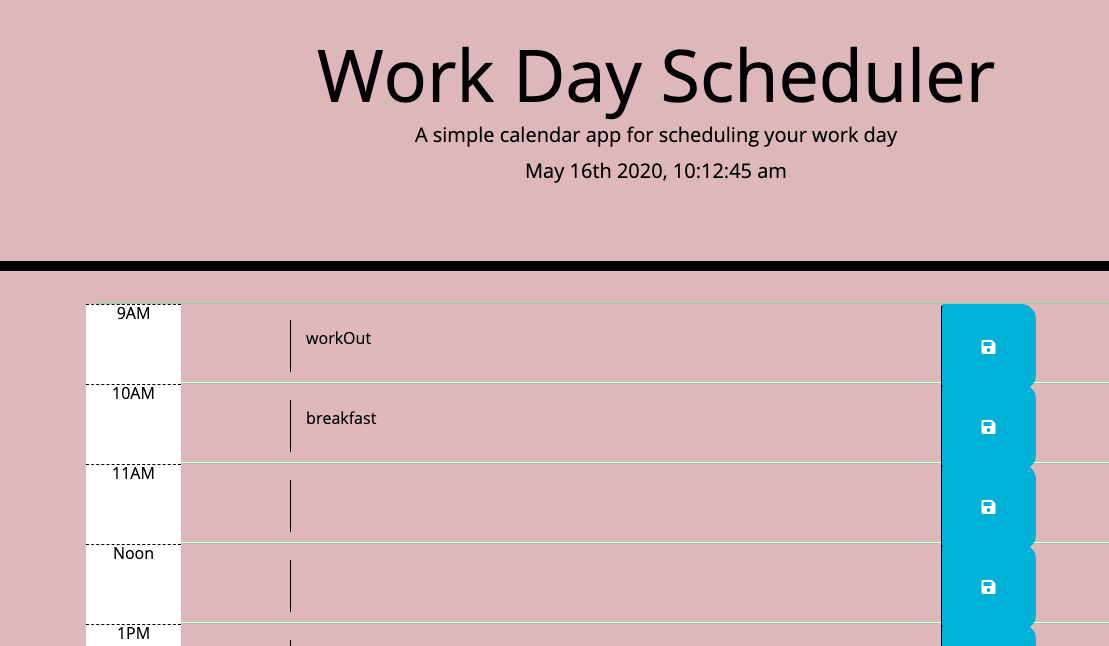 Work Day Scheduler
A simple calendar app for scheduling your work day
May 16th 2020, 10:12:45 am
9AM
workOut
10AM
breakfast
11AM
Noon
1PM